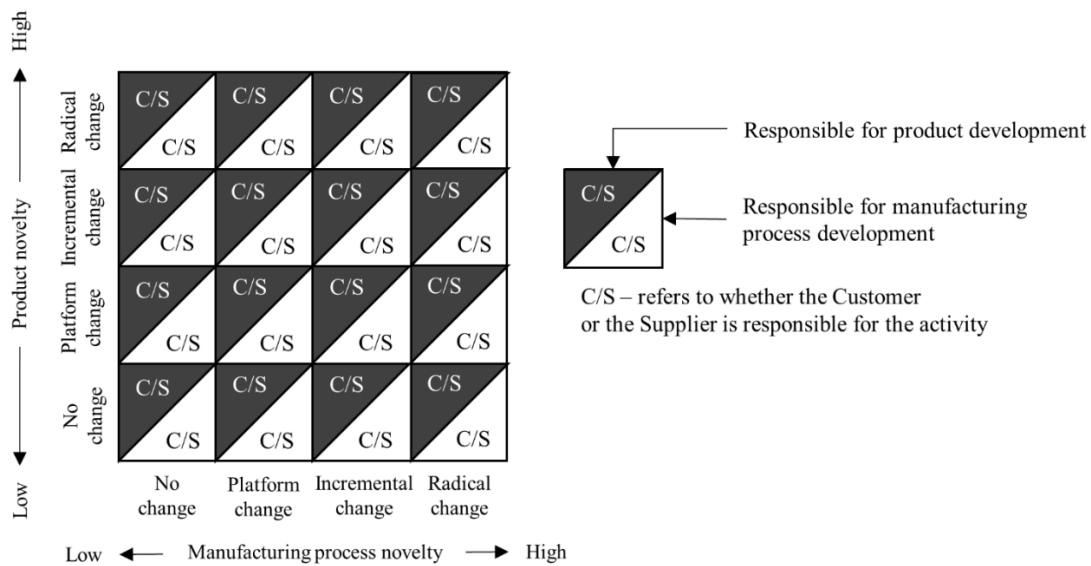 High
Product novelty
Low
Radical
change
Incremental
change
Platform
change
No
change
C/S C/S C/S C/S
C/S C/S C/S C/S
C/S C/S C/S C/S
C/S C/S C/S C/S
C/S C/S C/S C/S
C/S C/S C/S C/S
C/S C/S C/S C/S
C/S C/S C/S C/S
No
change
Platform
change
Incremental
change
Radical
change
Low
Manufacturing process novelty
High
Responsible for product development
C/S
C/S
Responsible for manufacturing
process development
C/S – refers to whether the Customer
or the Supplier is responsible for the activity